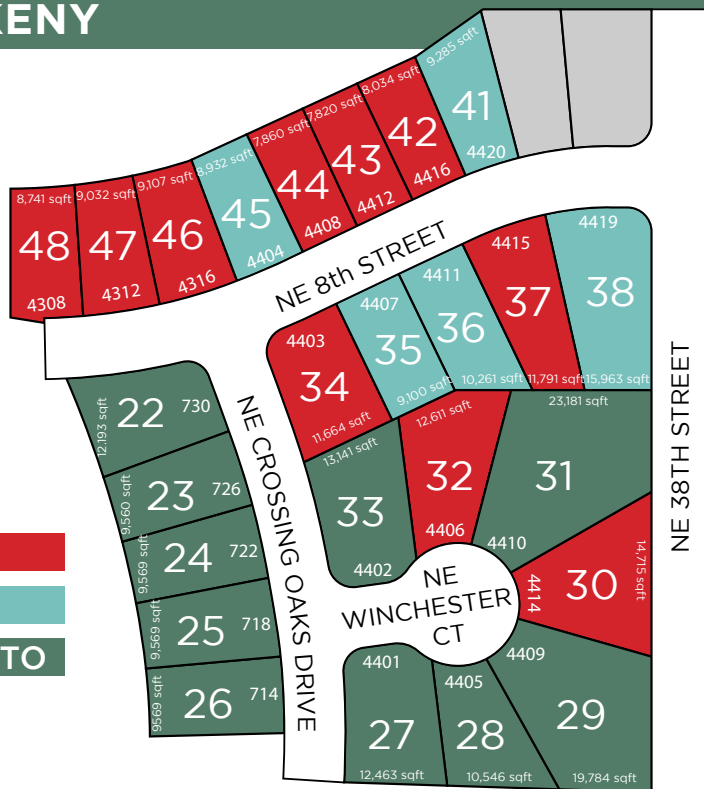 KENY
9,285 sqft
41
4420
8,034 sqft
42
4416
7,820 sqft
43
4412
7,860 sqft
44
4408
8,932 sqft
45
4404
9,107 sqft
46
4316
9,032 sqft
47
4312
8,741 sqft
48
4308
NE 8th STREET
4403
34
11,664 sqft
4407
35
9,100 sqft
4411
36
10,261 sqft
4415
37
11,791 sqft
4419
38
15,963 sqft
NE 38TH STREET
22
730
12,193 sqft
23
726
9,560 sqft
24
722
9,569 sqft
25
718
9,569 sqft
26
714
9569 sqft
NE CROSSING OAKS DRIVE
13,141 sqft
33
4402
12,611 sqft
32
4406
23,181 sqft
31
4410
14,715 sqft
30
4414
NE
WINCHESTER
CT
4401
27
12,463 sqft
4405
28
10,546 sqft
4409
29
19,784 sqft
TO